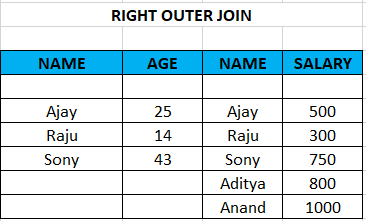 RIGHT OUTER JOIN
NAME AGE NAME SALARY
Ajay 25 Ajay 500
Raju 14 Raju 300
Sony 43 Sony 750
Aditya 800
Anand 1000